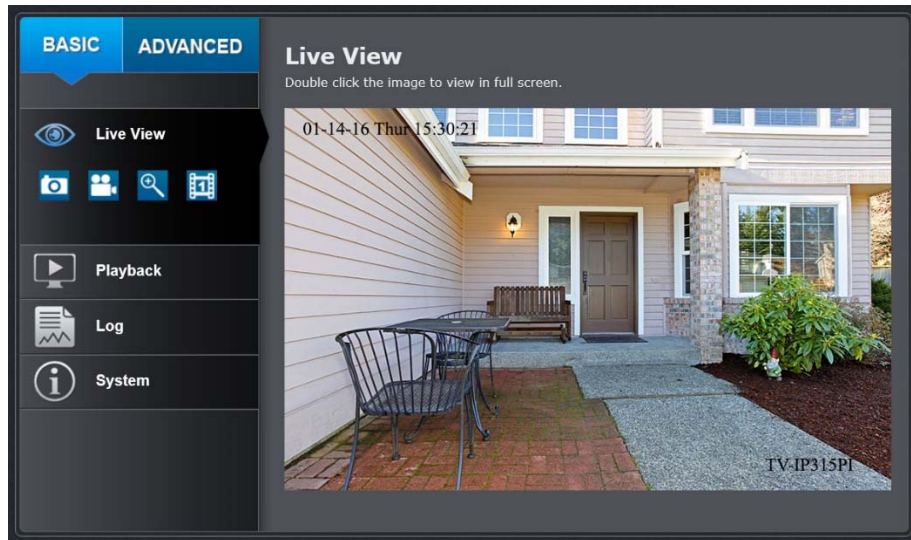 BASIC
ADVANCED
Live View
Double click the image to view in full screen.
Live View
1
Playback
Log
System
01-14-16 Thur 15:30:21
TV-IP315PI